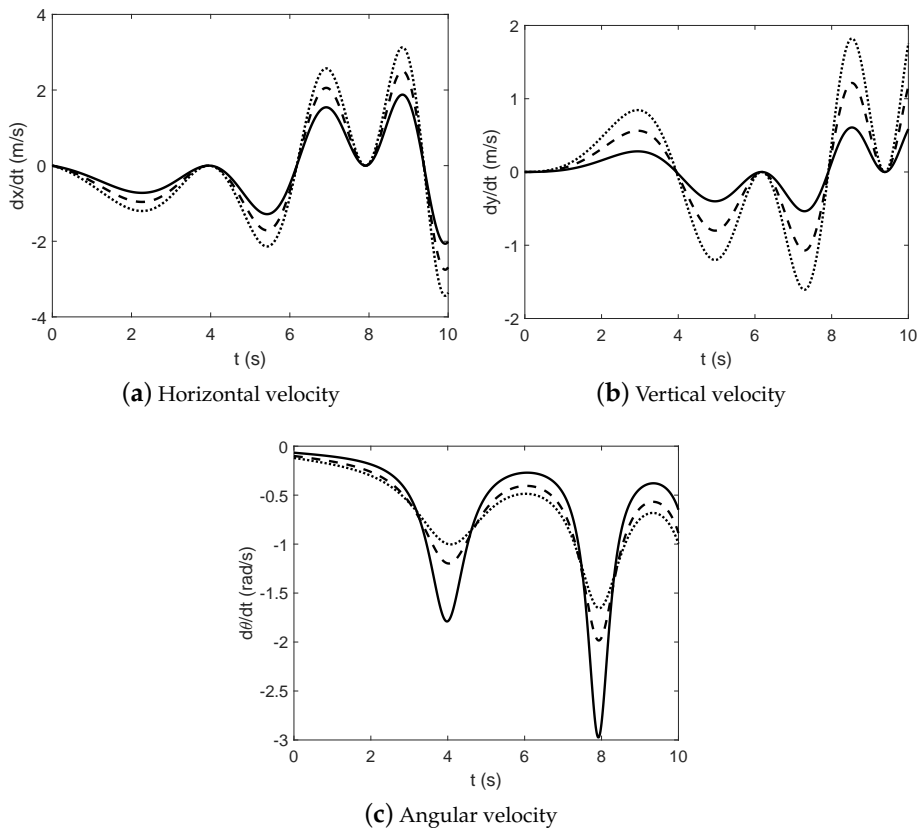 4
2
0
-2
-4
dx/dt (m/s)
0 2 4 6 8 10
t (s)
(a) Horizontal velocity
2
1
0
-1
-2
dy/dt (m/s)
0 2 4 6 8 10
t (s)
(b) Vertical velocity
0
-0.5
-1
-1.5
-2
-2.5
-3
dθ/dt (rad/s)
0 2 4 6 8 10
t (s)
(c) Angular velocity